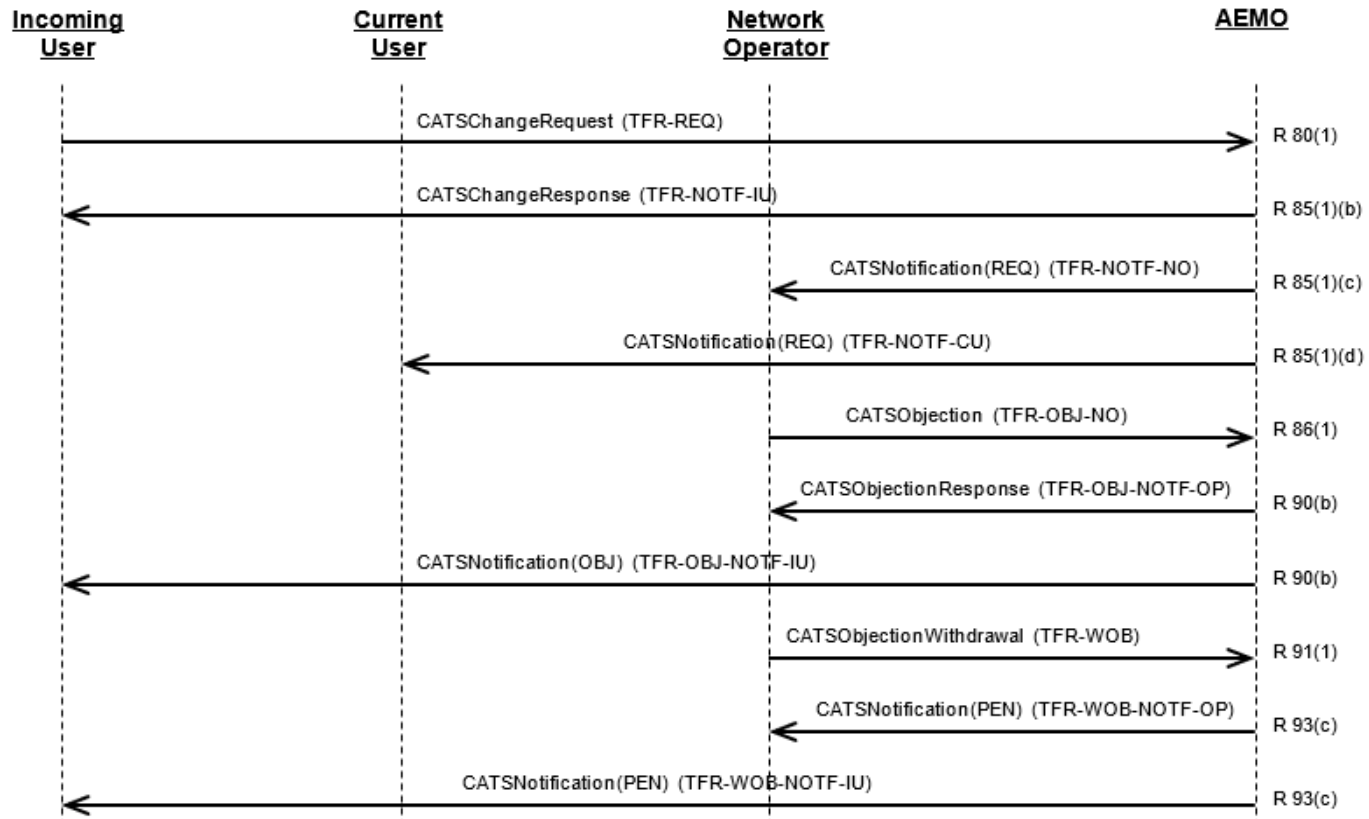 Incoming User
Current User
Network Operator
AEMO
CATSChangeRequest (TFR-REQ)
R 80(1)
CATSChangeResponse (TFR-NOTF-IU)
R 85(1)(b)
CATSNotification(REQ) (TFR-NOTF-NO)
R 85(1)(c)
CATSNotification(REQ) (TFR-NOTF-CU)
R 85(1)(d)
CATSObjection (TFR-OBJ-NO)
R 86(1)
CATSObjectionResponse (TFR-OBJ-NOTF-OP)
R 90(b)
CATSNotification(OBJ) (TFR-OBJ-NOTF-IU)
R 90(b)
CATSObjectionWithdrawal (TFR-WOB)
R 91(1)
CATSNotification(PEN) (TFR-WOB-NOTF-OP)
R 93(c)
CATSNotification(PEN) (TFR-WOB-NOTF-IU)
R 93(c)